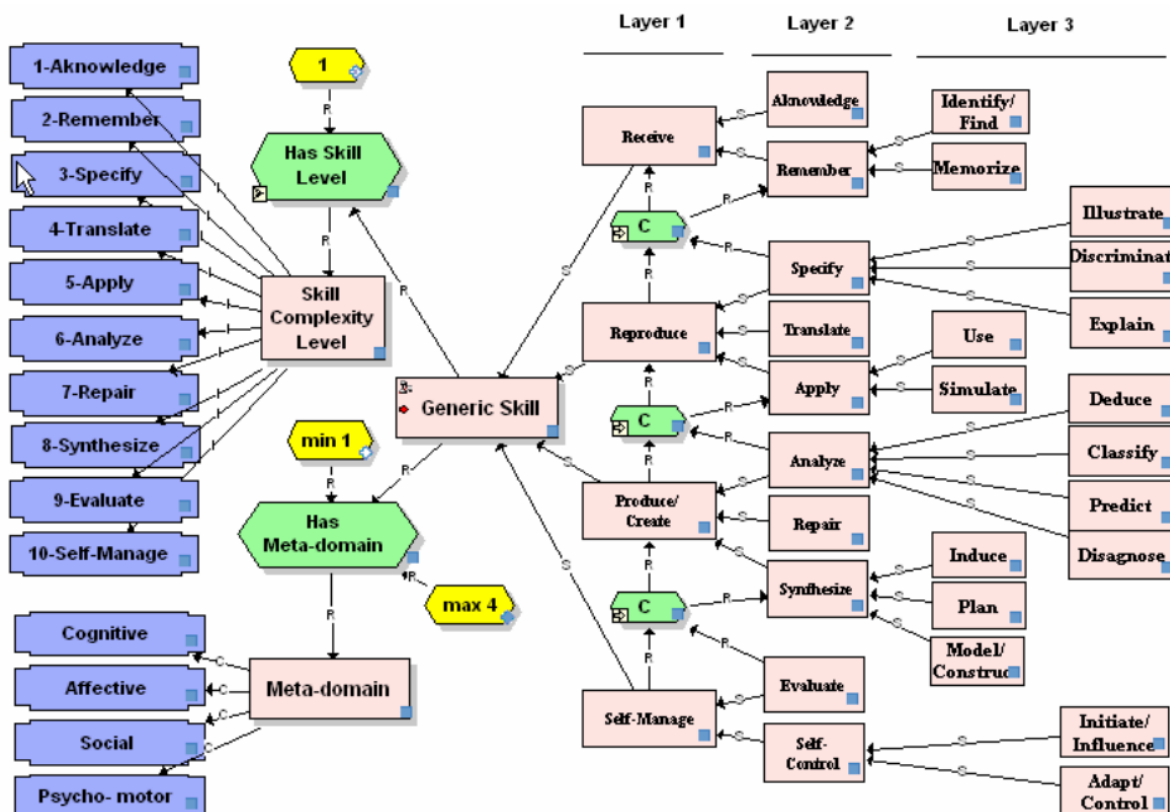 Layer 1
Layer 2
Layer 3
1-Aknowledge
2-Remember
3-Specify
4-Translate
5-Apply
6-Analyze
7-Repair
8-Synthesize
9-Evaluate
10-Self-Manage
Cognitive
Affective
Social
Psycho- motor
1
R
Has Skill
Level
R
Skill
Complexity
Level
I
I
I
I
I
I
I
I
I
I
R
Generic Skill
R
min 1
R
Has
Meta-domain
R
max 4
R
Meta-domain
C
C
C
C
S
S
S
S
Receive
R
C
R
Reproduce
R
C
R
Produce/
Create
R
C
R
Self-Manage
S
Aknowledge
S
Remember
R
R
S
Specify
S
Translate
S
Apply
R
R
S
Analyze
S
Repair
S
Synthesize
R
R
S
Evaluate
S
Self-
Control
S
Identify/
Find
S
Memorize
S
Illustrate
S
Discriminat
S
Explain
S
Use
S
Simulate
S
Deduce
S
Classify
S
Predict
S
Disagnose
S
Induce
S
Plan
S
Model/
Construc
S
Initiate/
Influence
S
Adapt/
Control